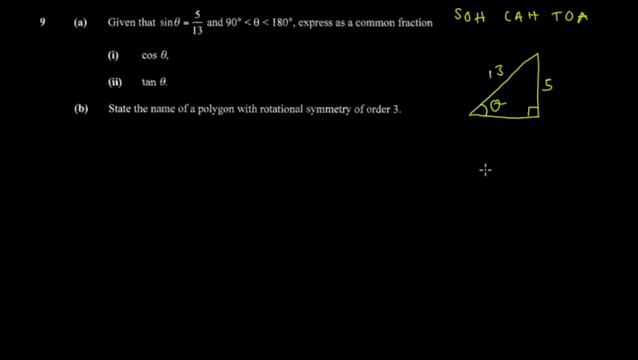 9 (a) Given that sin θ = 5/13 and 90° < θ < 180°, express as a common fraction
(i) cos θ,
(ii) tan θ.
(b) State the name of a polygon with rotational symmetry of order 3.
SOH CAH TOA
13
5
θ